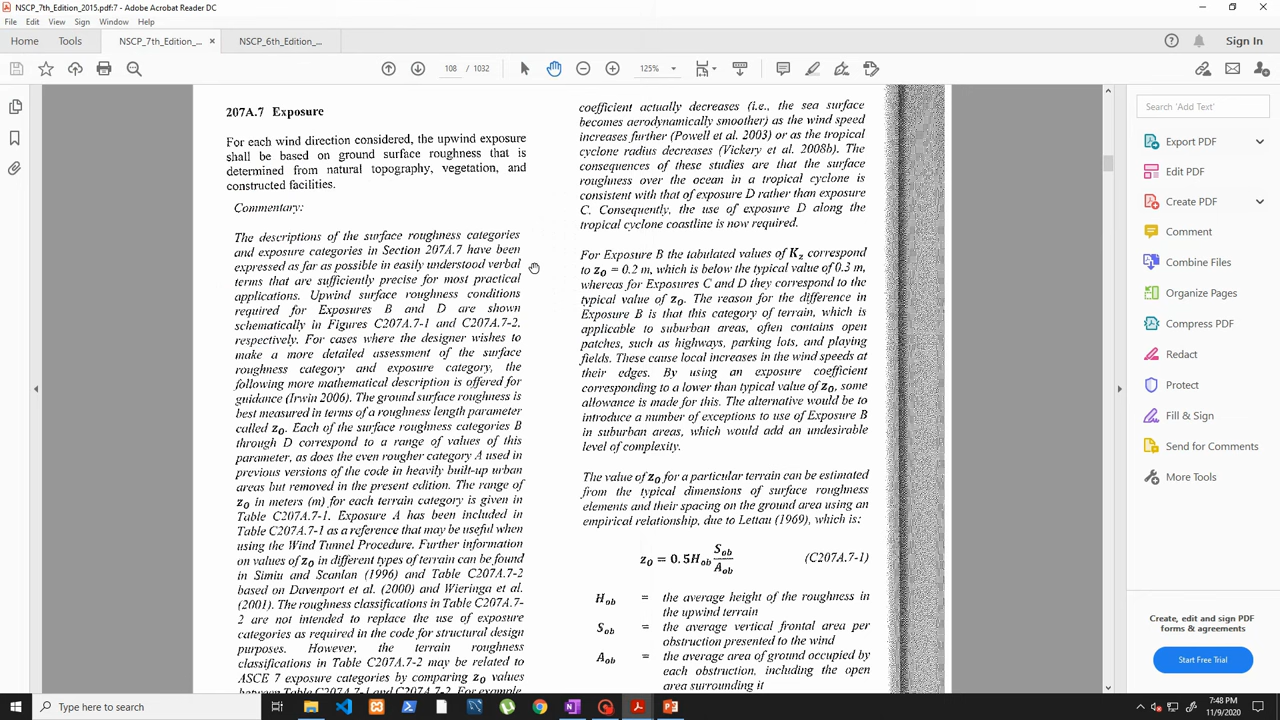 NSCP_7th_Edition_2015.pdf:7 - Adobe Acrobat Reader DC
File Edit View Sign Window Help
Home Tools NSCP_7th_Edition_... × NSCP_6th_Edition_... Sign In
108 / 1032 125%
207A.7 Exposure
For each wind direction considered, the upwind exposure
shall be based on ground surface roughness that is
determined from natural topography, vegetation, and
constructed facilities.
Commentary:
The descriptions of the surface roughness categories
and exposure categories in Section 207A.7 have been
expressed as far as possible in easily understood verbal
terms that are sufficiently precise for most practical
applications. Upwind surface roughness conditions
required for Exposures B and D are shown
schematically in Figures C207A.7-1 and C207A.7-2,
respectively. For cases where the designer wishes to
make a more detailed assessment of the surface
roughness category and exposure category, the
following more mathematical description is offered for
guidance (Irwin 2006). The ground surface roughness is
best measured in terms of a roughness length parameter
called z₀. Each of the surface roughness categories B
through D correspond to a range of values of this
parameter, as does the even rougher category A used in
previous versions of the code in heavily built-up urban
areas but removed in the present edition. The range of
z₀ in meters (m) for each terrain category is given in
Table C207A.7-1. Exposure A has been included in
Table C207A.7-1 as a reference that may be useful when
using the Wind Tunnel Procedure. Further information
on values of z₀ in different types of terrain can be found
in Simiu and Scanlan (1996) and Table C207A.7-2
based on Davenport et al. (2000) and Wieringa et al.
(2001). The roughness classifications in Table C207A.7-
2 are not intended to replace the use of exposure
categories as required in the code for structural design
purposes. However, the terrain roughness
classifications in Table C207A.7-2 may be related to
ASCE 7 exposure categories by comparing z₀ values
between Table C207A.7-1 and C207A.7-2. For example
coefficient actually decreases (i.e., the sea surface
becomes aerodynamically smoother) as the wind speed
increases further (Powell et al. 2003) or as the tropical
cyclone radius decreases (Vickery et al. 2008b). The
consequences of these studies are that the surface
roughness over the ocean in a tropical cyclone is
consistent with that of exposure D rather than exposure
C. Consequently, the use of exposure D along the
tropical cyclone coastline is now required.
For Exposure B the tabulated values of K_z correspond
to z₀ = 0.2 m, which is below the typical value of 0.3 m,
whereas for Exposures C and D they correspond to the
typical value of z₀. The reason for the difference in
Exposure B is that this category of terrain, which is
applicable to suburban areas, often contains open
patches, such as highways, parking lots, and playing
fields. These cause local increases in the wind speeds at
their edges. By using an exposure coefficient
corresponding to a lower than typical value of z₀, some
allowance is made for this. The alternative would be to
introduce a number of exceptions to use of Exposure B
in suburban areas, which would add an undesirable
level of complexity.
The value of z₀ for a particular terrain can be estimated
from the typical dimensions of surface roughness
elements and their spacing on the ground area using an
empirical relationship, due to Lettau (1969), which is:
z₀ = 0.5H_ob S_ob/A_ob (C207A.7-1)
H_ob = the average height of the roughness in
the upwind terrain
S_ob = the average vertical frontal area per
obstruction presented to the wind
A_ob = the average area of ground occupied by
each obstruction, including the open
area surrounding it
Search 'Add Text'
Export PDF
Edit PDF
Create PDF
Comment
Combine Files
Organize Pages
Compress PDF
Redact
Protect
Fill & Sign
Send for Comments
More Tools
Create, edit and sign PDF
forms & agreements
Start Free Trial
Type here to search
7:48 PM
11/9/2020